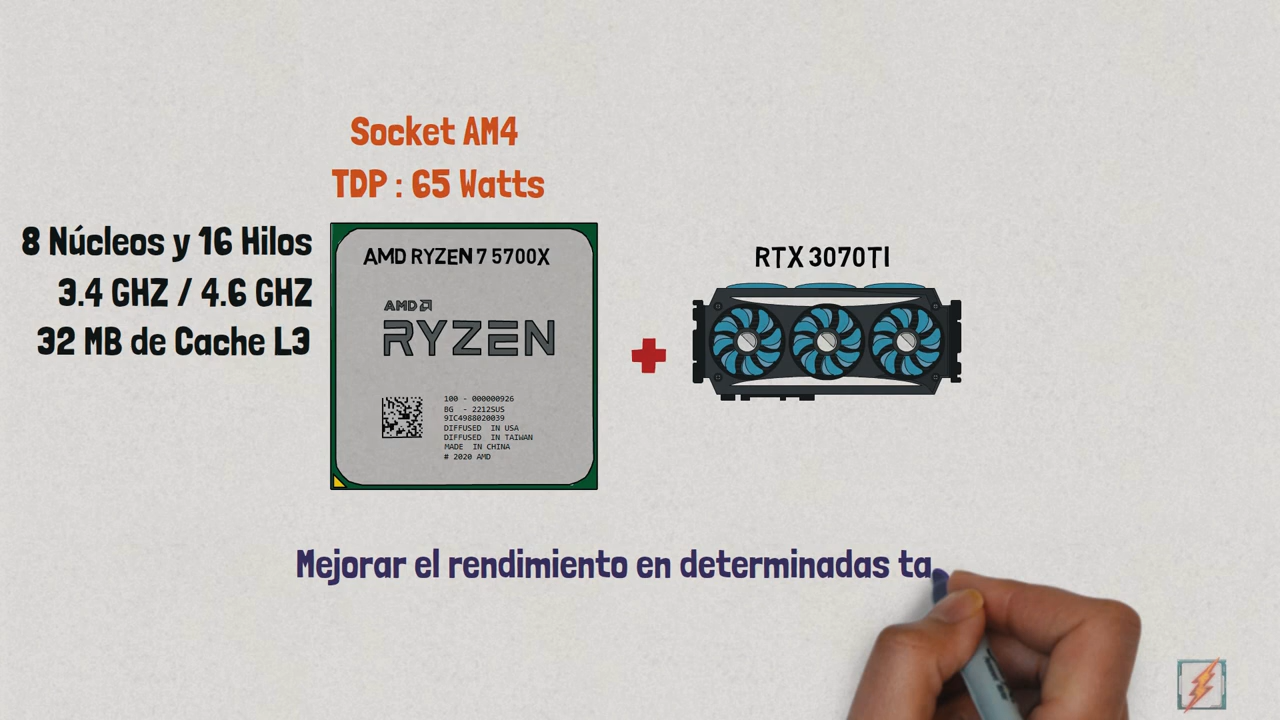 Socket AM4
TDP : 65 Watts
8 Núcleos y 16 Hilos
3.4 GHZ / 4.6 GHZ
32 MB de Cache L3
AMD RYZEN 7 5700X
AMD
RYZEN
100 - 000000926
BG - 2212SUS
9IC4988020039
DIFFUSED IN USA
DIFFUSED IN TAIWAN
MADE IN CHINA
# 2020 AMD
RTX 3070TI
Mejorar el rendimiento en determinadas ta